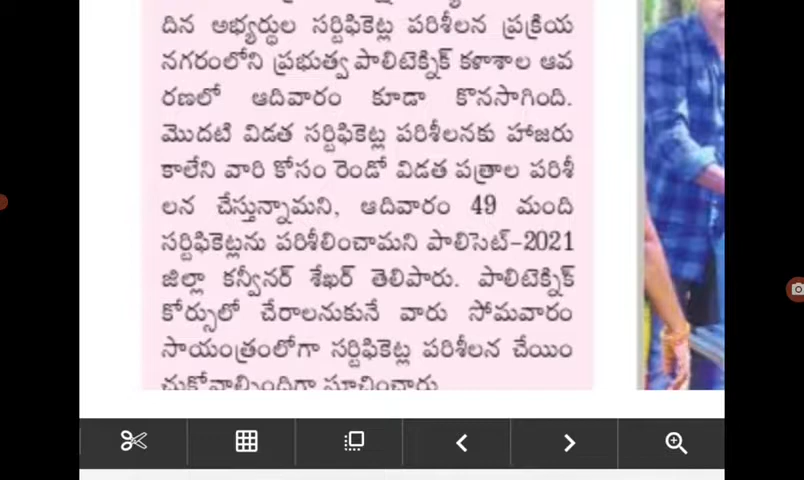 దిన అభ్యర్థుల సర్టిఫికెట్ల పరిశీలన ప్రక్రియ
నగరంలోని ప్రభుత్వ పాలిటెక్నిక్ కళాశాల ఆవ
రణలో ఆదివారం కూడా కొనసాగింది.
మొదటి విడత సర్టిఫికెట్ల పరిశీలనకు హాజరు
కాలేని వారి కోసం రెండో విడత పత్రాల పరిశీ
లన చేస్తున్నామని, ఆదివారం 49 మంది
సర్టిఫికెట్లను పరిశీలించామని పాలిసెట్-2021
జిల్లా కన్వీనర్ శేఖర్ తెలిపారు. పాలిటెక్నిక్
కోర్సులో చేరాలనుకునే వారు సోమవారం
సాయంత్రంలోగా సర్టిఫికెట్ల పరిశీలన చేయిం
చుకోవాల్సిందిగా సూచించారు.